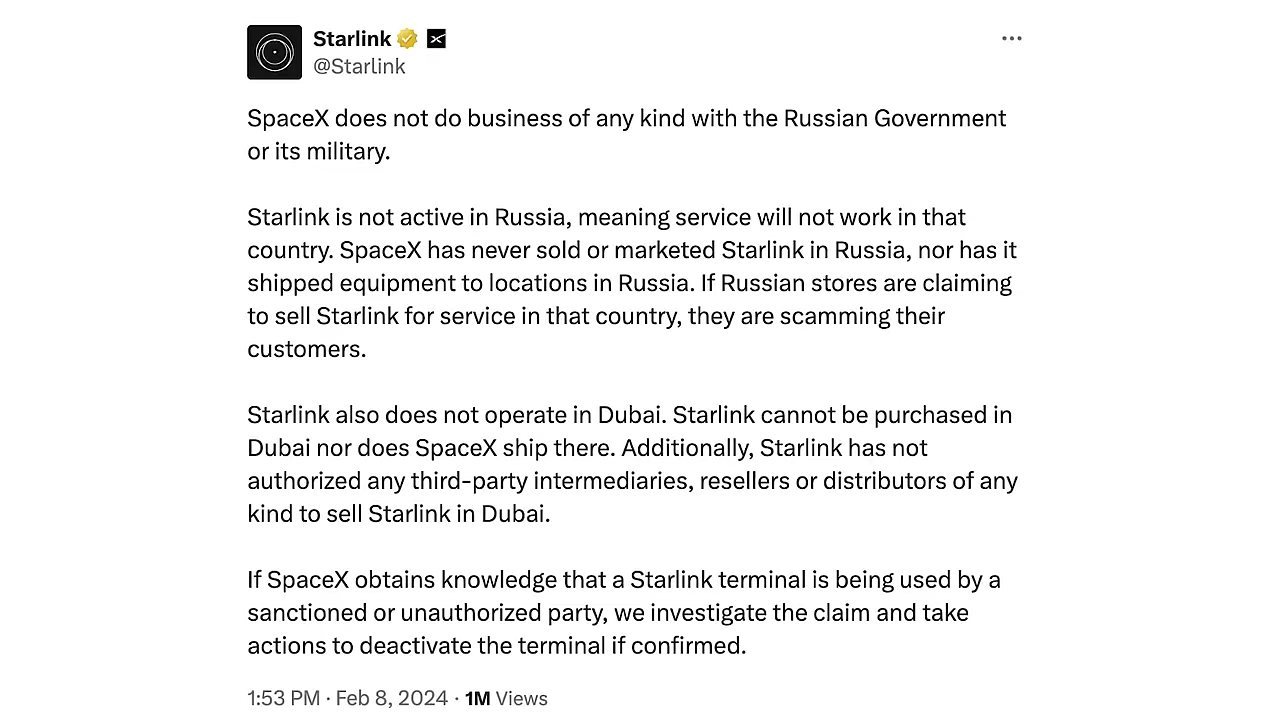 Starlink
@Starlink
SpaceX does not do business of any kind with the Russian Government
or its military.
Starlink is not active in Russia, meaning service will not work in that
country. SpaceX has never sold or marketed Starlink in Russia, nor has it
shipped equipment to locations in Russia. If Russian stores are claiming
to sell Starlink for service in that country, they are scamming their
customers.
Starlink also does not operate in Dubai. Starlink cannot be purchased in
Dubai nor does SpaceX ship there. Additionally, Starlink has not
authorized any third-party intermediaries, resellers or distributors of any
kind to sell Starlink in Dubai.
If SpaceX obtains knowledge that a Starlink terminal is being used by a
sanctioned or unauthorized party, we investigate the claim and take
actions to deactivate the terminal if confirmed.
1:53 PM · Feb 8, 2024 · 1M Views